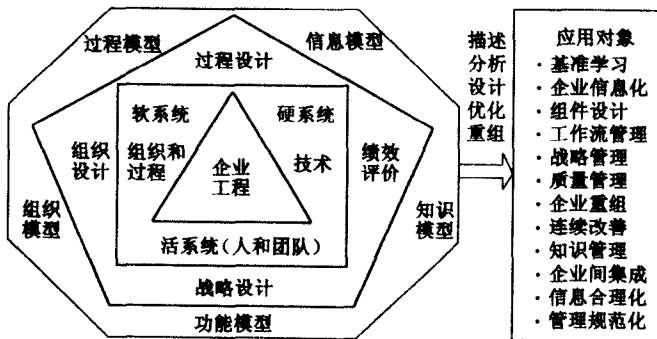 过程模型
信息模型
过程设计
软系统
硬系统
组织
设计
组织和
过程
企业
工程
技术
绩效
评价
组织
模型
知识
模型
活系统(人和团队)
战略设计
功能模型
描述
分析
设计
优化
重组
应用对象
·基准学习
·企业信息化
·组件设计
·工作流管理
·战略管理
·质量管理
·企业重组
·连续改善
·知识管理
·企业间集成
·信息合理化
·管理规范化